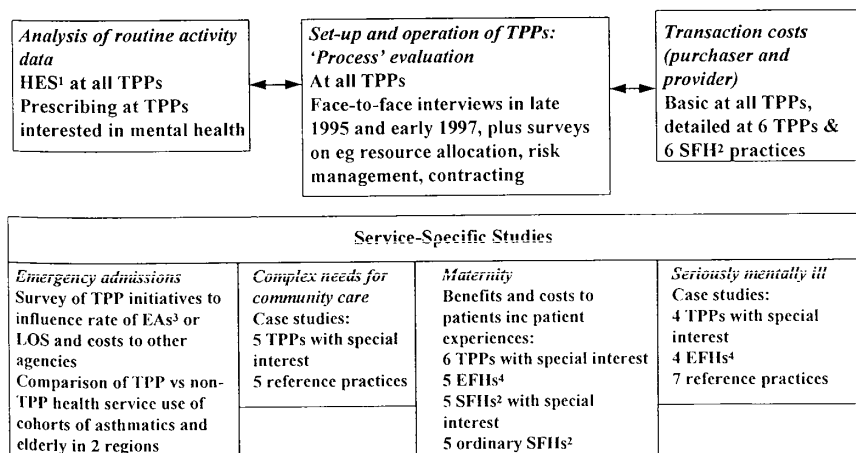 Analysis of routine activity
data
HES¹ at all TPPs
Prescribing at TPPs
interested in mental health
Set-up and operation of TPPs:
‘Process’ evaluation
At all TPPs
Face-to-face interviews in late
1995 and early 1997, plus surveys
on eg resource allocation, risk
management, contracting
Transaction costs
(purchaser and
provider)
Basic at all TPPs,
detailed at 6 TPPs &
6 SFH² practices
Service-Specific Studies
Emergency admissions
Survey of TPP initiatives to
influence rate of EAs³ or
LOS and costs to other
agencies
Comparison of TPP vs non-
TPP health service use of
cohorts of asthmatics and
elderly in 2 regions
Complex needs for
community care
Case studies:
5 TPPs with special
interest
5 reference practices
Maternity
Benefits and costs to
patients inc patient
experiences:
6 TPPs with special interest
5 EFHs⁴
5 SFHs² with special
interest
5 ordinary SFHs²
Seriously mentally ill
Case studies:
4 TPPs with special
interest
4 EFHs⁴
7 reference practices